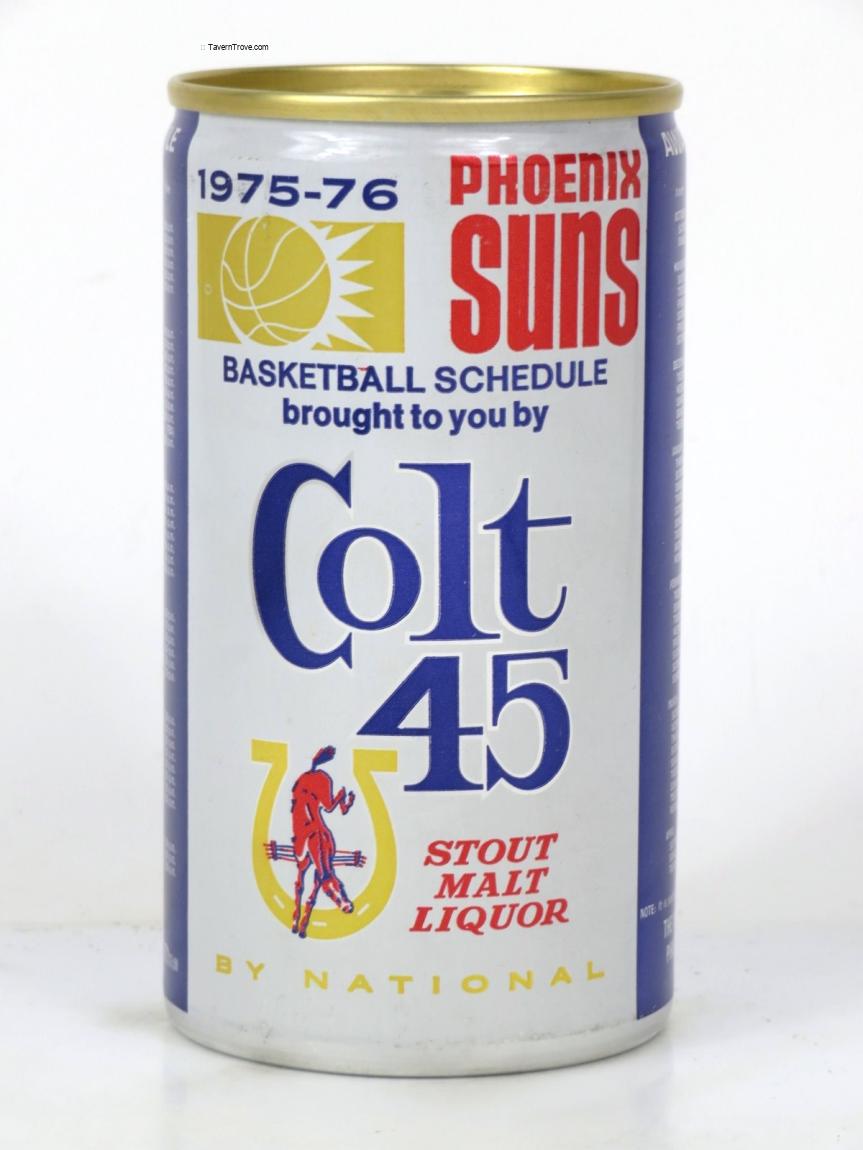 :: TavernTrove.com
1975-76
PHOENIX
SUNS
BASKETBALL SCHEDULE
brought to you by
Colt
45
STOUT
MALT
LIQUOR
BY NATIONAL
NOTE: